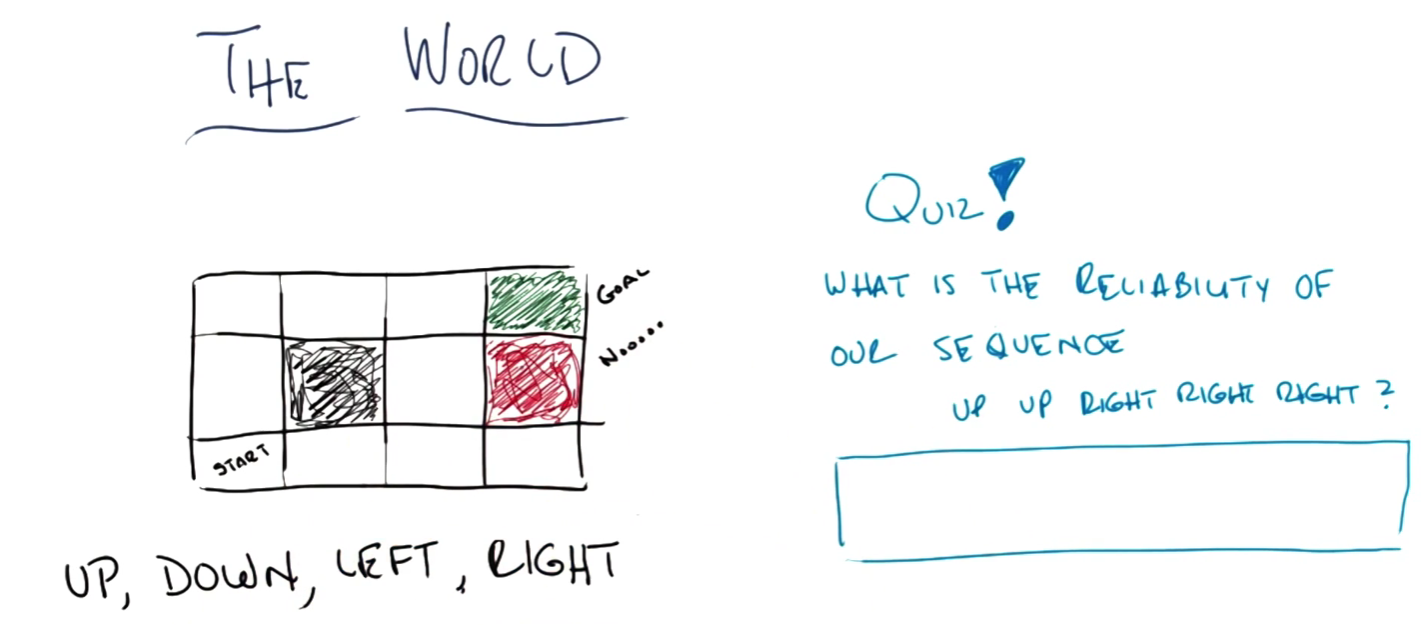 THE WORLD
QUIZ!
WHAT IS THE RELIABILITY OF
OUR SEQUENCE
UP UP RIGHT RIGHT RIGHT?
GOAL
NO.....
START
UP, DOWN, LEFT, RIGHT